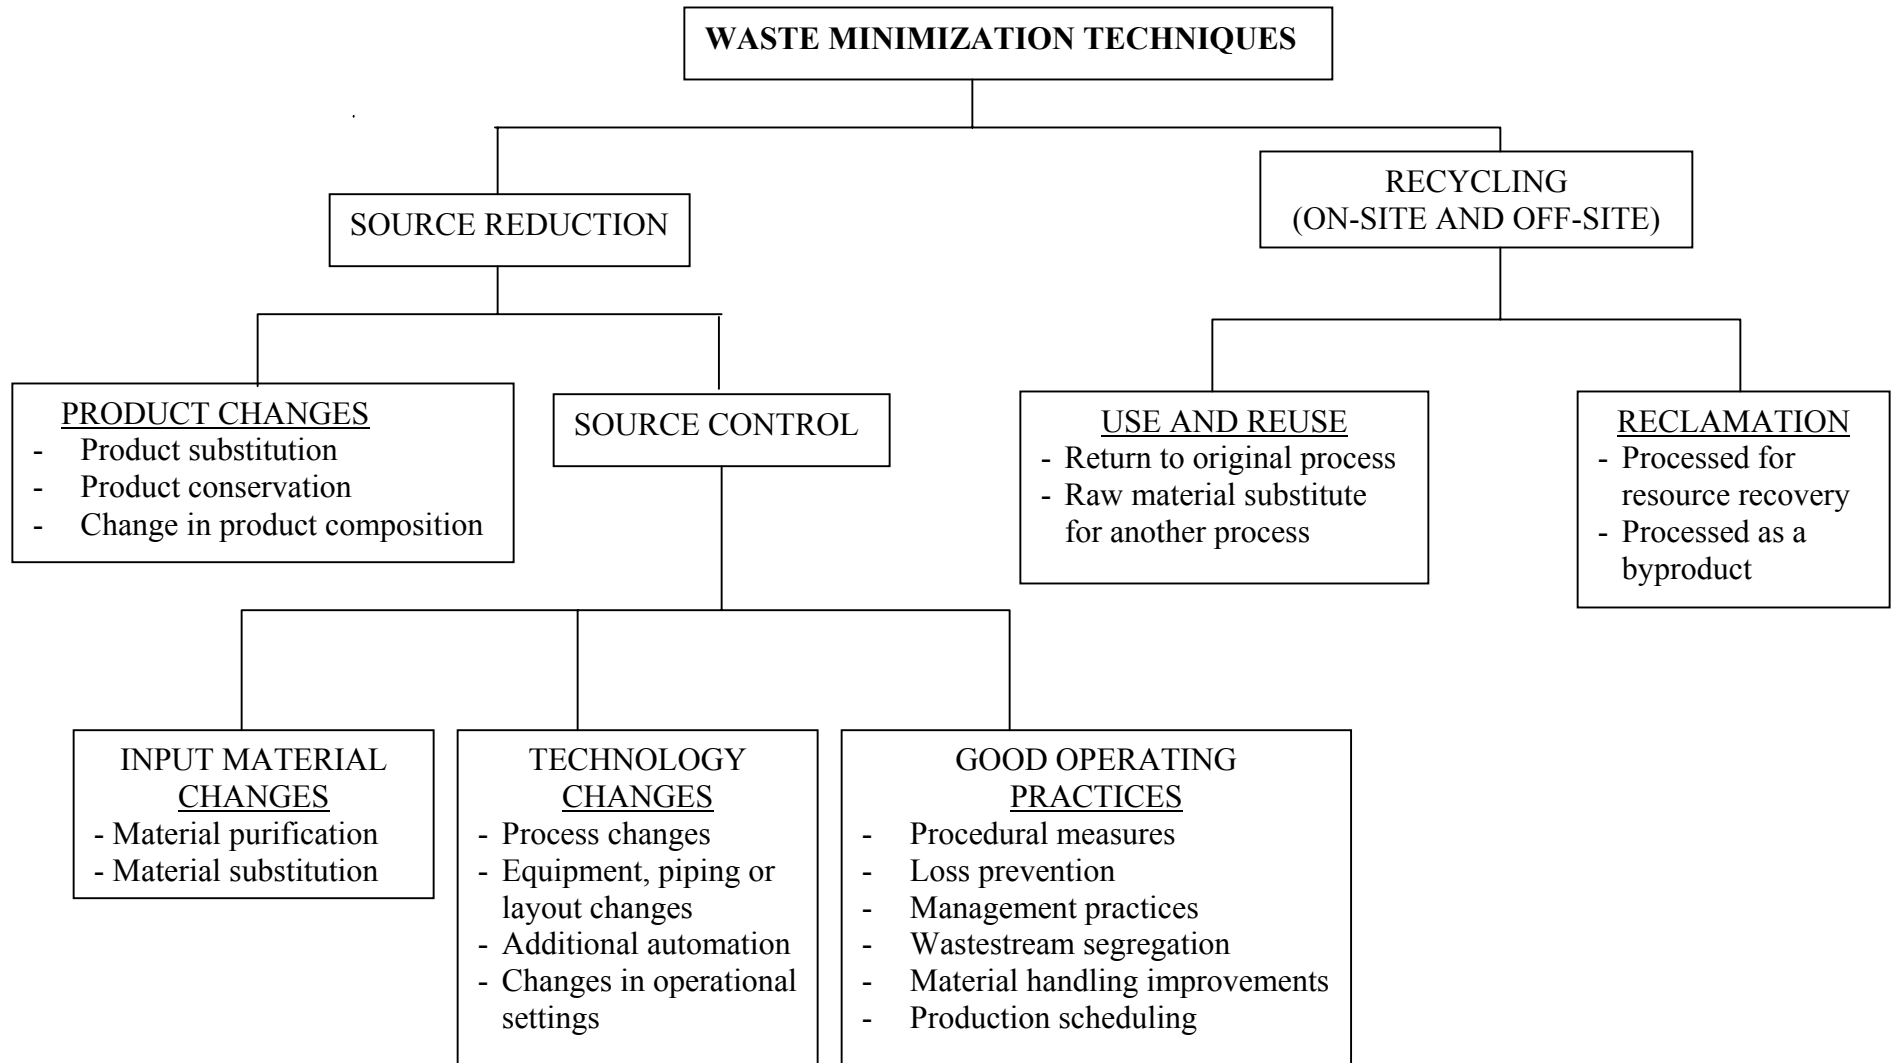 WASTE MINIMIZATION TECHNIQUES
SOURCE REDUCTION
RECYCLING
(ON-SITE AND OFF-SITE)
PRODUCT CHANGES
- Product substitution
- Product conservation
- Change in product composition
SOURCE CONTROL
USE AND REUSE
- Return to original process
- Raw material substitute
for another process
RECLAMATION
- Processed for
resource recovery
- Processed as a
byproduct
INPUT MATERIAL
CHANGES
- Material purification
- Material substitution
TECHNOLOGY
CHANGES
- Process changes
- Equipment, piping or
layout changes
- Additional automation
- Changes in operational
settings
GOOD OPERATING
PRACTICES
- Procedural measures
- Loss prevention
- Management practices
- Wastestream segregation
- Material handling improvements
- Production scheduling